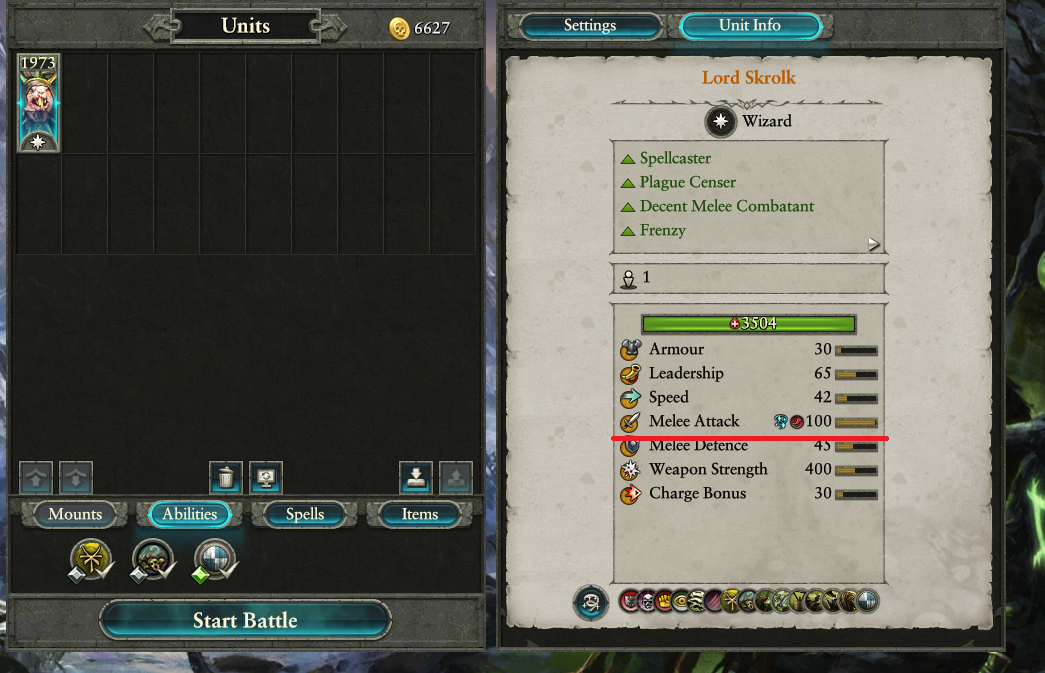 Units
6627
1973
Mounts
Abilities
Spells
Items
Start Battle
Settings
Unit Info
Lord Skrolk
Wizard
Spellcaster
Plague Censer
Decent Melee Combatant
Frenzy
1
3504
Armour 30
Leadership 65
Speed 42
Melee Attack 100
Melee Defence 45
Weapon Strength 400
Charge Bonus 30